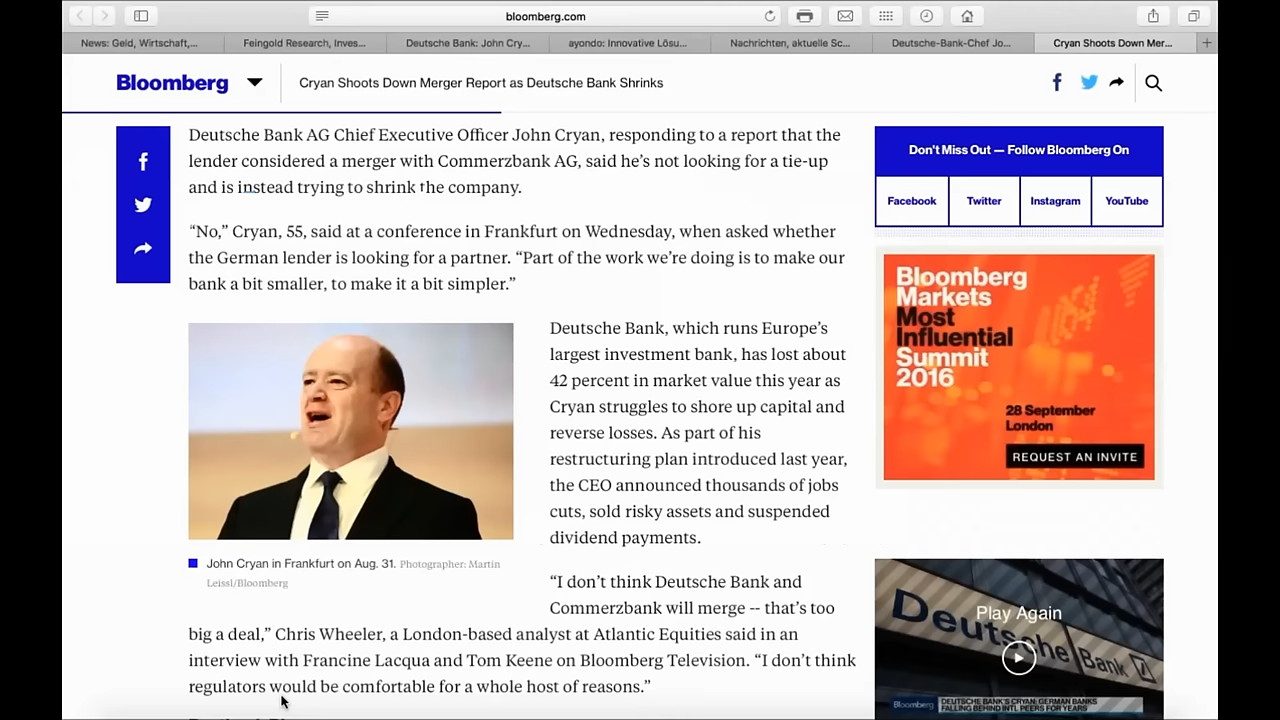 bloomberg.com
News: Geld, Wirtschaft,...
Feingold Research, Inves...
Deutsche Bank: John Cry...
ayondo: Innovative Lösu...
Nachrichten, aktuelle Sc...
Deutsche-Bank-Chef Jo...
Cryan Shoots Down Mer...
Bloomberg
Cryan Shoots Down Merger Report as Deutsche Bank Shrinks
Deutsche Bank AG Chief Executive Officer John Cryan, responding to a report that the
lender considered a merger with Commerzbank AG, said he’s not looking for a tie-up
and is instead trying to shrink the company.
“No,” Cryan, 55, said at a conference in Frankfurt on Wednesday, when asked whether
the German lender is looking for a partner. “Part of the work we’re doing is to make our
bank a bit smaller, to make it a bit simpler.”
Deutsche Bank, which runs Europe’s
largest investment bank, has lost about
42 percent in market value this year as
Cryan struggles to shore up capital and
reverse losses. As part of his
restructuring plan introduced last year,
the CEO announced thousands of jobs
cuts, sold risky assets and suspended
dividend payments.
John Cryan in Frankfurt on Aug. 31. Photographer: Martin
Leissl/Bloomberg
“I don’t think Deutsche Bank and
Commerzbank will merge -- that’s too
big a deal,” Chris Wheeler, a London-based analyst at Atlantic Equities said in an
interview with Francine Lacqua and Tom Keene on Bloomberg Television. “I don’t think
regulators would be comfortable for a whole host of reasons.”
Don't Miss Out — Follow Bloomberg On
Facebook
Twitter
Instagram
YouTube
Bloomberg
Markets
Most
Influential
Summit
2016
28 September
London
REQUEST AN INVITE
Deutsche Bank
Play Again
Bloomberg
DEUTSCHE BANK'S CRYAN: GERMAN BANKS
FALLING BEHIND INTL PEERS FOR YEARS